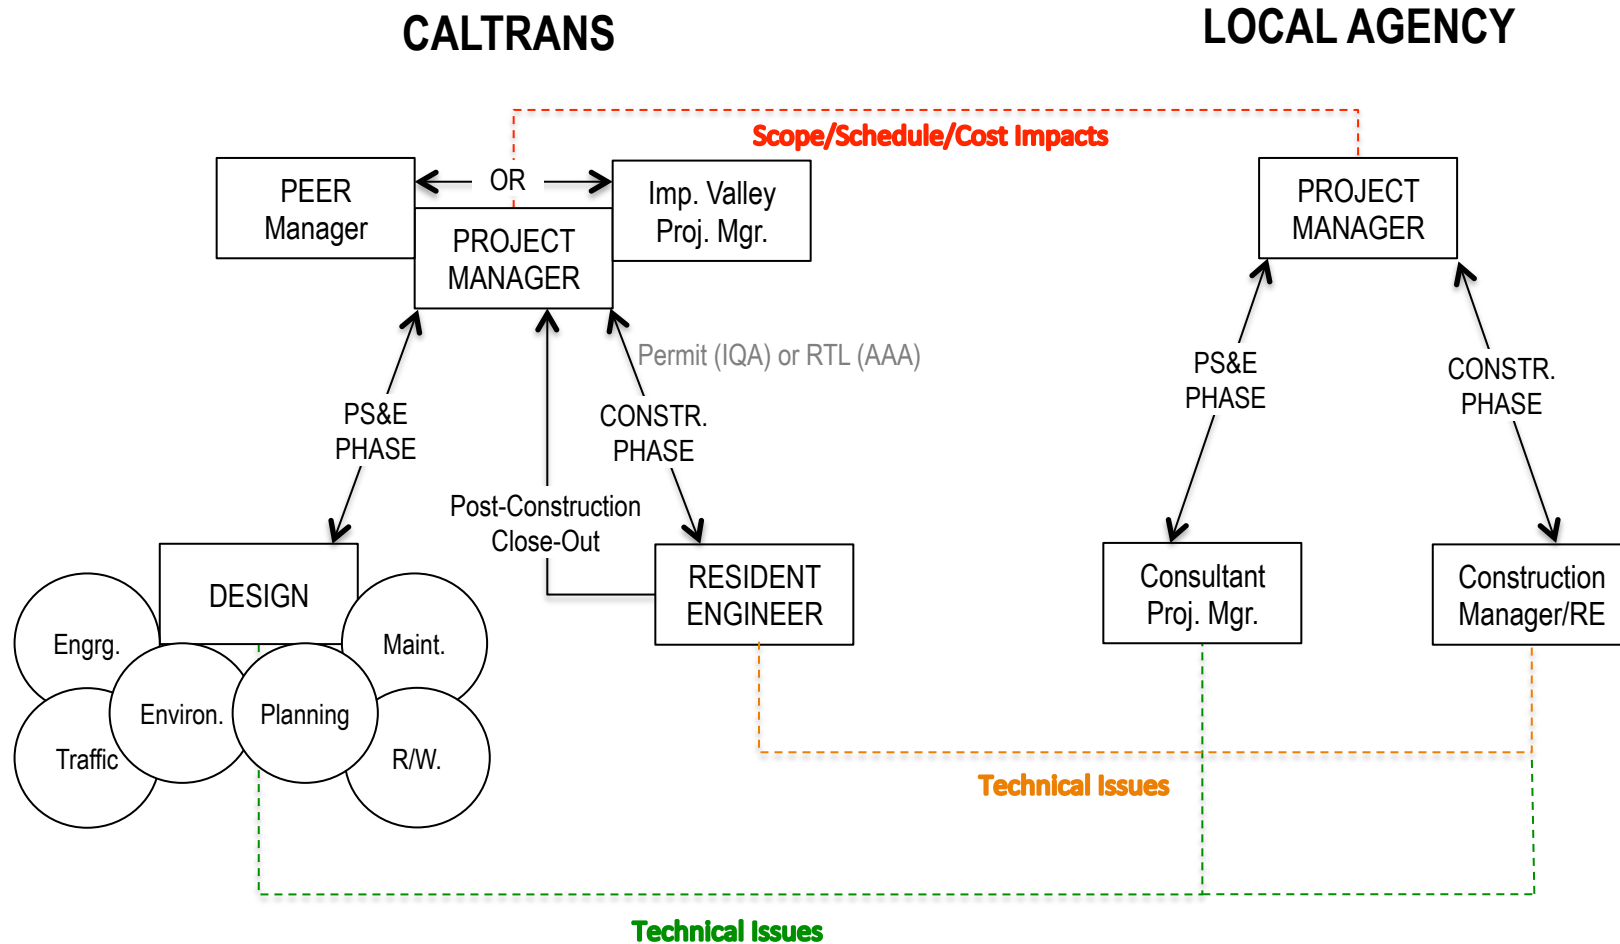 CALTRANS
LOCAL AGENCY
Scope/Schedule/Cost Impacts
PEER
Manager
OR
Imp. Valley
Proj. Mgr.
PROJECT
MANAGER
PROJECT
MANAGER
Permit (IQA) or RTL (AAA)
PS&E
PHASE
CONSTR.
PHASE
PS&E
PHASE
CONSTR.
PHASE
Post-Construction
Close-Out
DESIGN
RESIDENT
ENGINEER
Consultant
Proj. Mgr.
Construction
Manager/RE
Engrg.
Maint.
Environ.
Planning
Traffic
R/W.
Technical Issues
Technical Issues